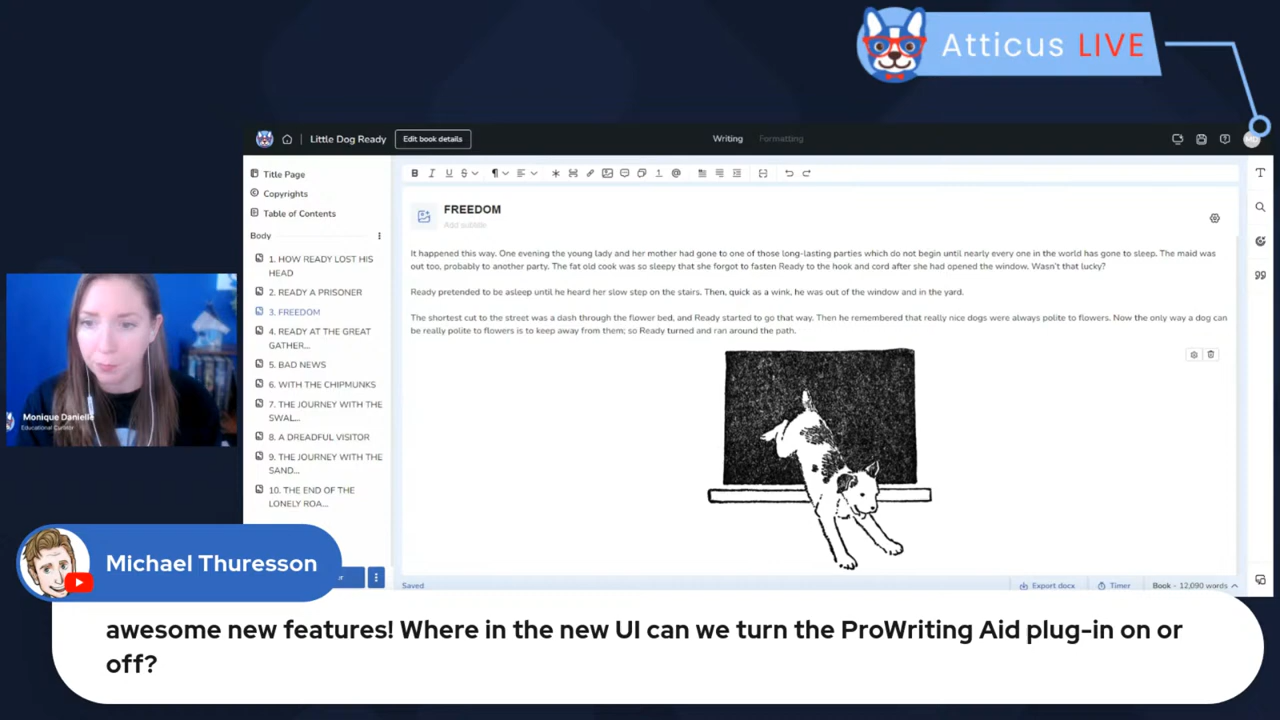 Atticus LIVE
Little Dog Ready
Edit book details
Writing
Formatting
Title Page
Copyrights
Table of Contents
Body
1. HOW READY LOST HIS
HEAD
2. READY A PRISONER
3. FREEDOM
4. READY AT THE GREAT
GATHER...
5. BAD NEWS
6. WITH THE CHIPMUNKS
7. THE JOURNEY WITH THE
SWAL...
8. A DREADFUL VISITOR
9. THE JOURNEY WITH THE
SAND...
10. THE END OF THE
LONELY ROA...
FREEDOM
Add subtitle
It happened this way. One evening the young lady and her mother had gone to one of those long-lasting parties which do not begin until nearly every one in the world has gone to sleep. The maid was
out too, probably to another party. The fat old cook was so sleepy that she forgot to fasten Ready to the hook and cord after she had opened the window. Wasn't that lucky?
Ready pretended to be asleep until he heard her slow step on the stairs. Then, quick as a wink, he was out of the window and in the yard.
The shortest cut to the street was a dash through the flower bed, and Ready started to go that way. Then he remembered that really nice dogs were always polite to flowers. Now the only way a dog can
be really polite to flowers is to keep away from them; so Ready turned and ran around the path.
Saved
Export docx
Timer
Book - 12,090 words
Monique Danielle
Educational Curator
Michael Thuresson
awesome new features! Where in the new UI can we turn the ProWriting Aid plug-in on or
off?